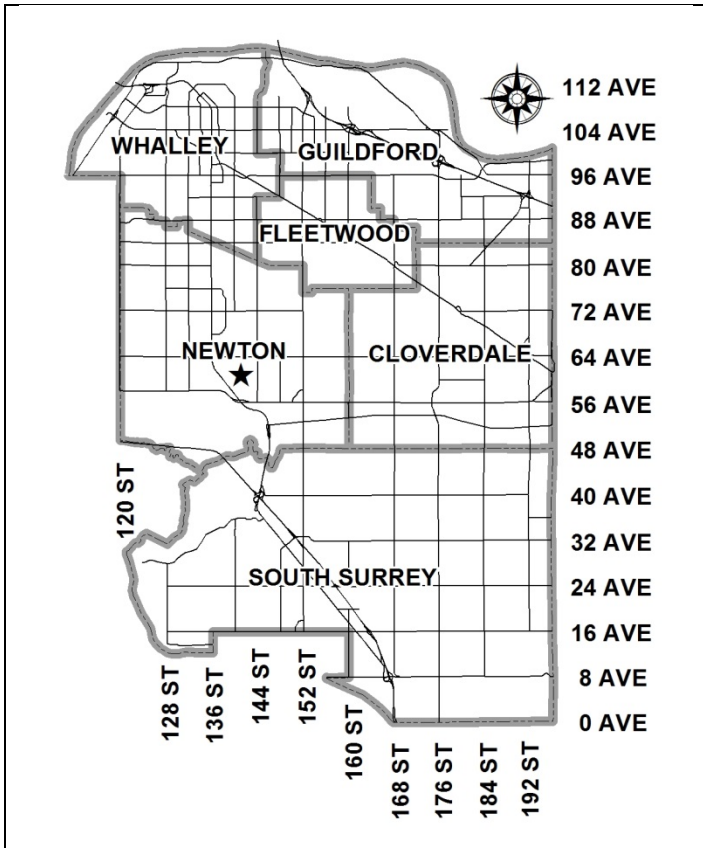 112 AVE
104 AVE
WHALLEY
GUILDFORD
96 AVE
88 AVE
FLEETWOOD
80 AVE
72 AVE
NEWTON
CLOVERDALE
64 AVE
56 AVE
48 AVE
120 ST
40 AVE
32 AVE
SOUTH SURREY
24 AVE
16 AVE
128 ST
136 ST
144 ST
152 ST
160 ST
8 AVE
0 AVE
168 ST
176 ST
184 ST
192 ST